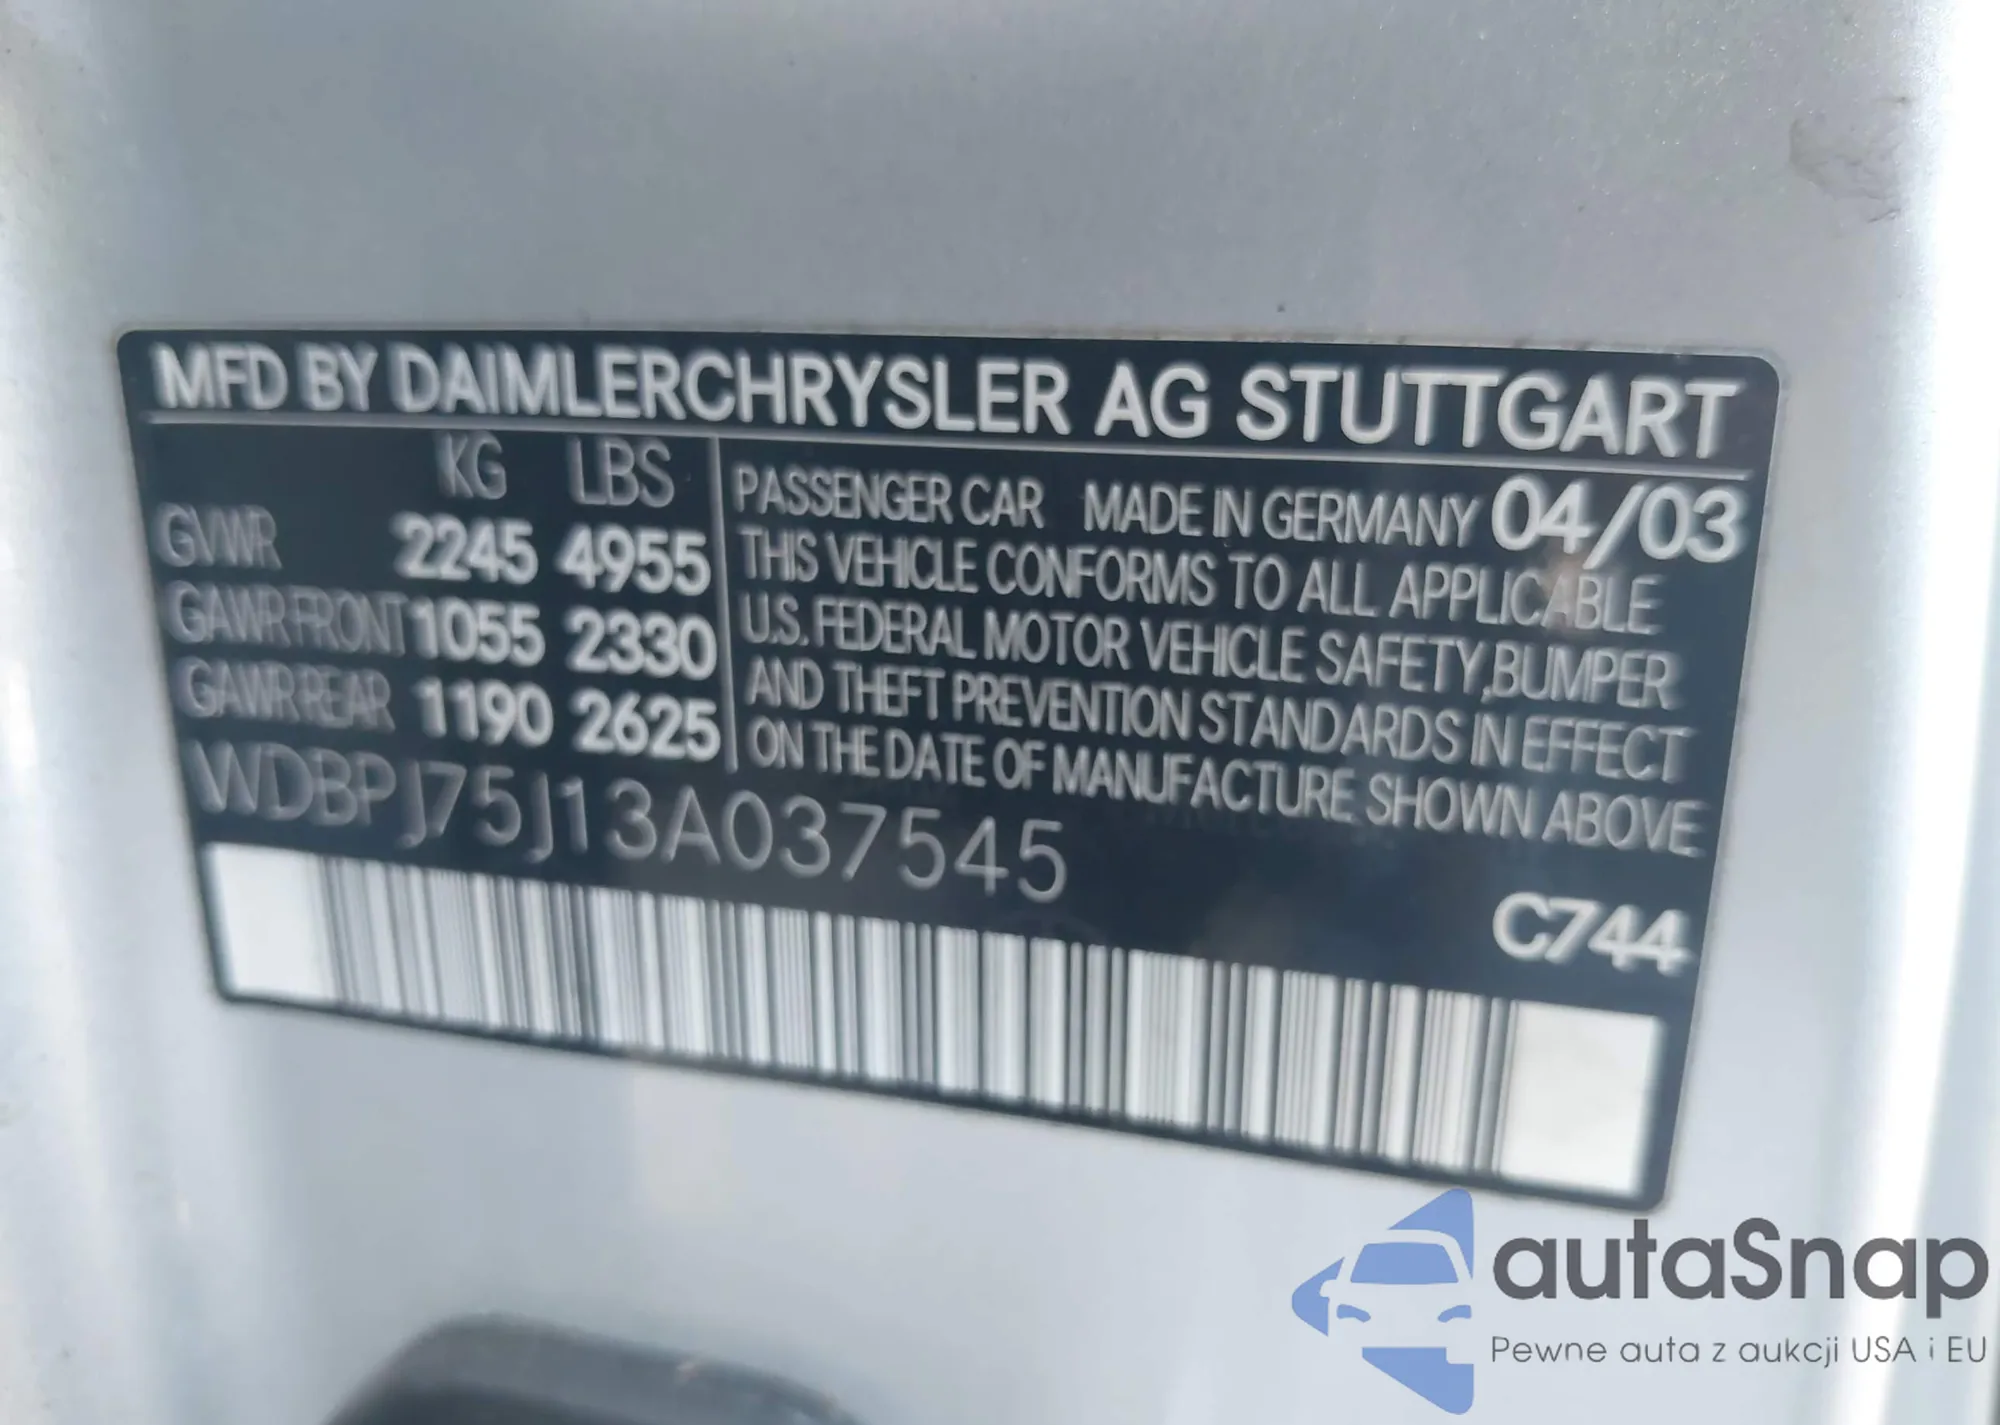 MFD BY DAIMLERCHRYSLER AG STUTTGART
KG LBS
GVWR 2245 4955
GAWR FRONT 1055 2330
GAWR REAR 1190 2625
PASSENGER CAR MADE IN GERMANY 04/03
THIS VEHICLE CONFORMS TO ALL APPLICABLE
U.S. FEDERAL MOTOR VEHICLE SAFETY, BUMPER
AND THEFT PREVENTION STANDARDS IN EFFECT
ON THE DATE OF MANUFACTURE SHOWN ABOVE
WDBPJ75J13A037545
C744
autaSnap
Pewne auta z aukcji USA i EU